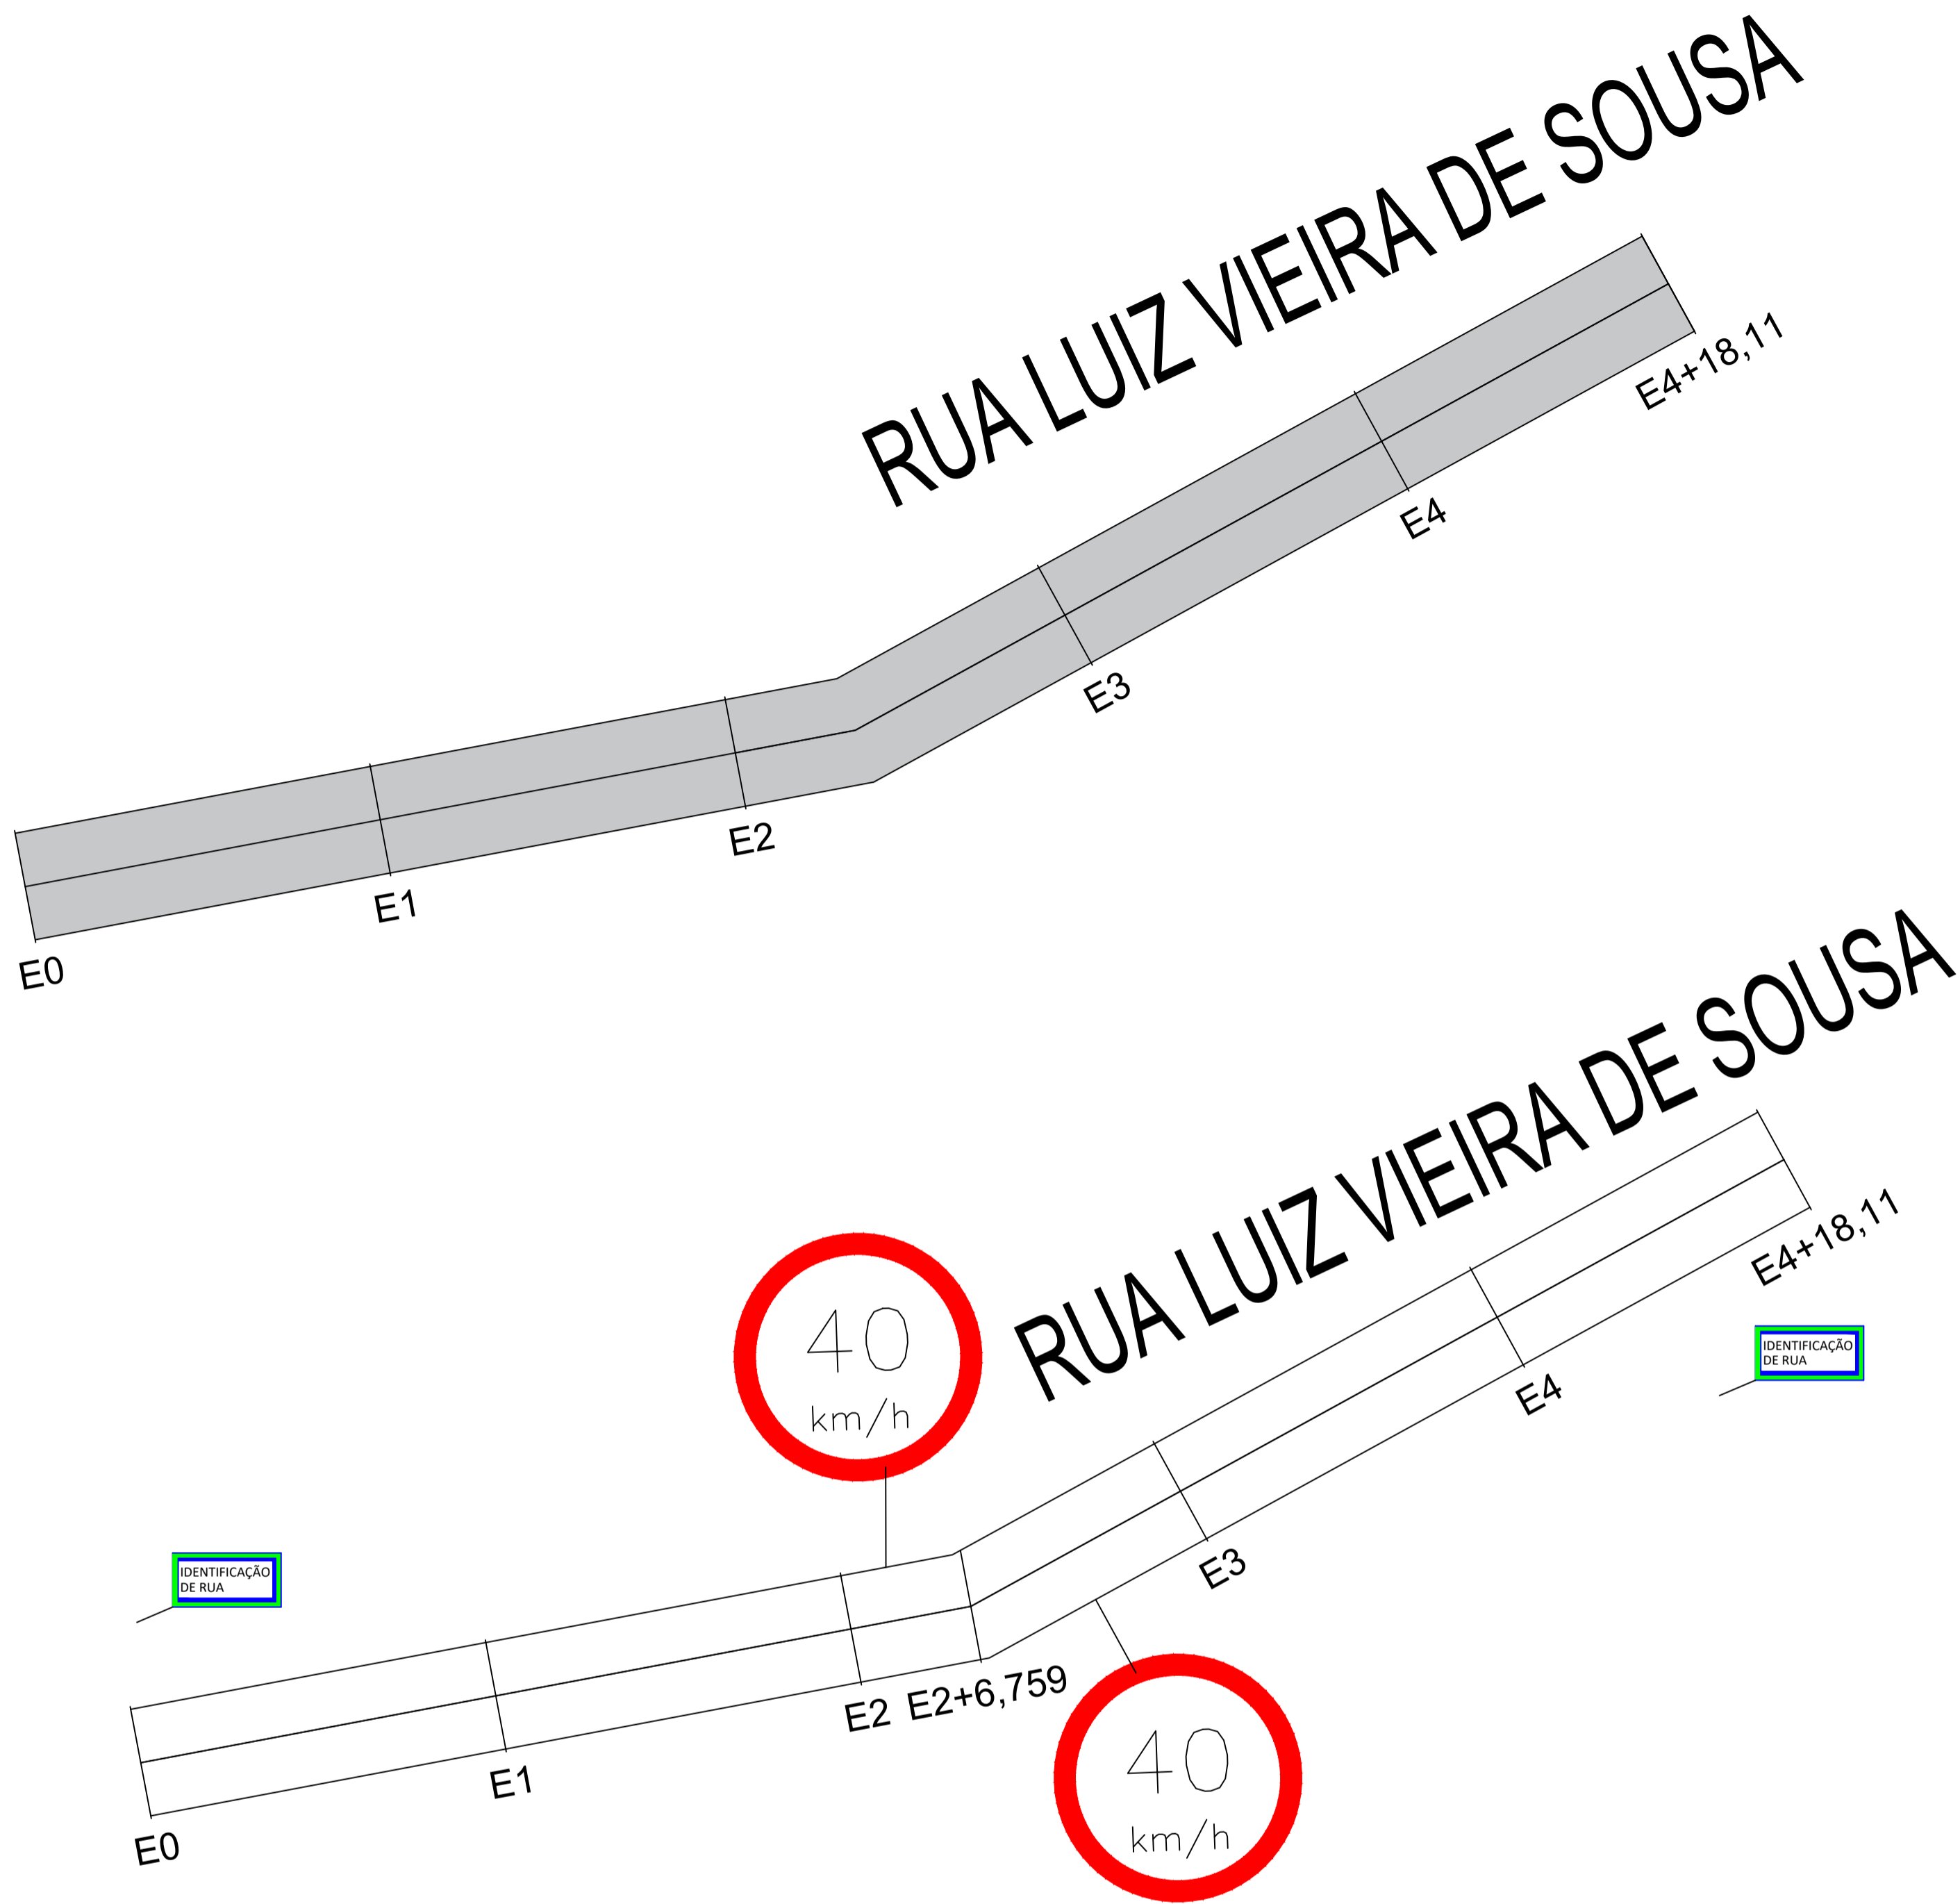 RUA LUIZ VIEIRA DE SOUSA
E4+18,11
E4
E3
E2
E1
E0
RUA LUIZ VIEIRA DE SOUSA
40
km/h
E4+18,11
IDENTIFICAÇÃO
DE RUA
E4
E3
IDENTIFICAÇÃO
DE RUA
E2
E2+6,759
40
km/h
E1
E0